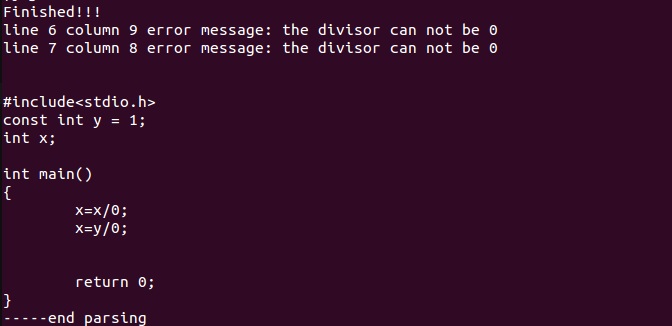 Finished!!!
line 6 column 9 error message: the divisor can not be 0
line 7 column 8 error message: the divisor can not be 0
#include<stdio.h>
const int y = 1;
int x;
int main()
{
x=x/0;
x=y/0;
return 0;
}
-----end parsing